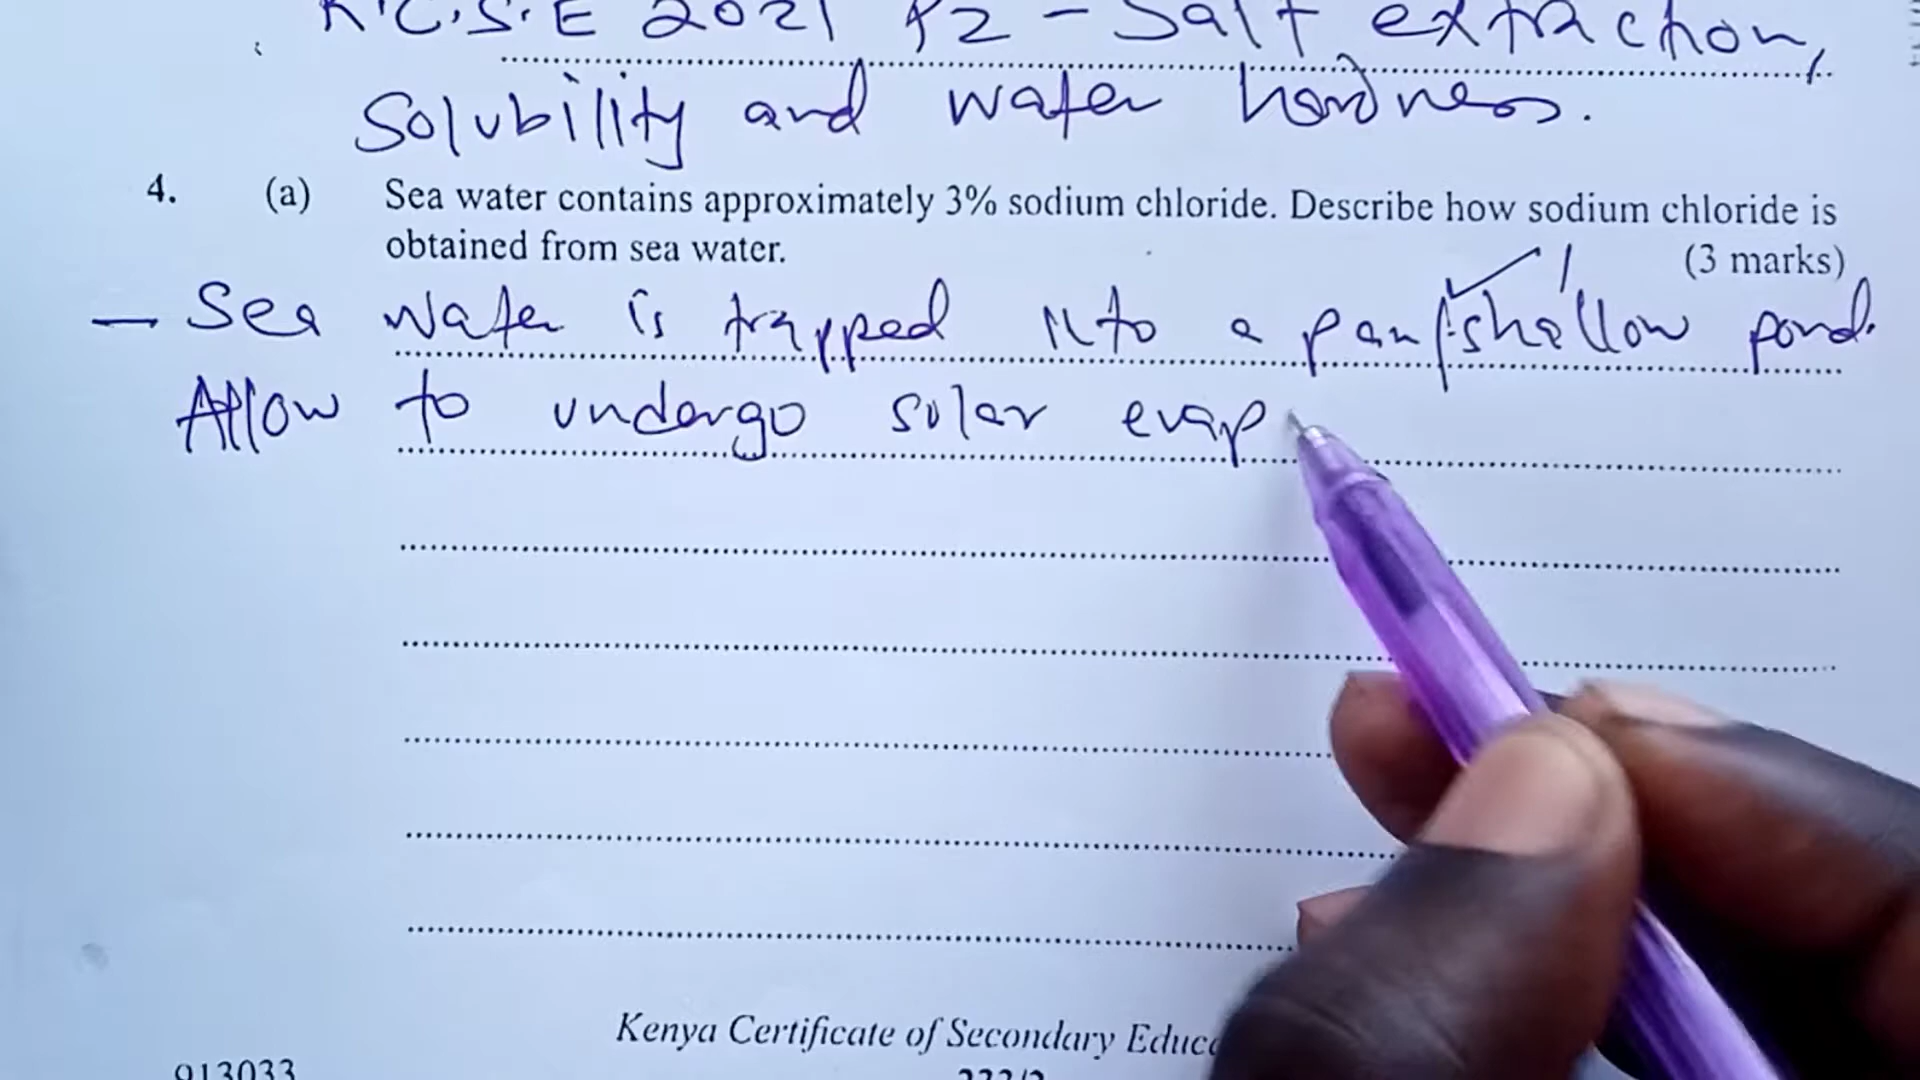 K.C.S.E 2021 P2 - Salt extraction,
Solubility and water hardness.
4. (a) Sea water contains approximately 3% sodium chloride. Describe how sodium chloride is
obtained from sea water. (3 marks)
- Sea water is trapped into a pan/shallow pond. ✓1
Allow to undergo solar evap
Kenya Certificate of Secondary Educa
913033